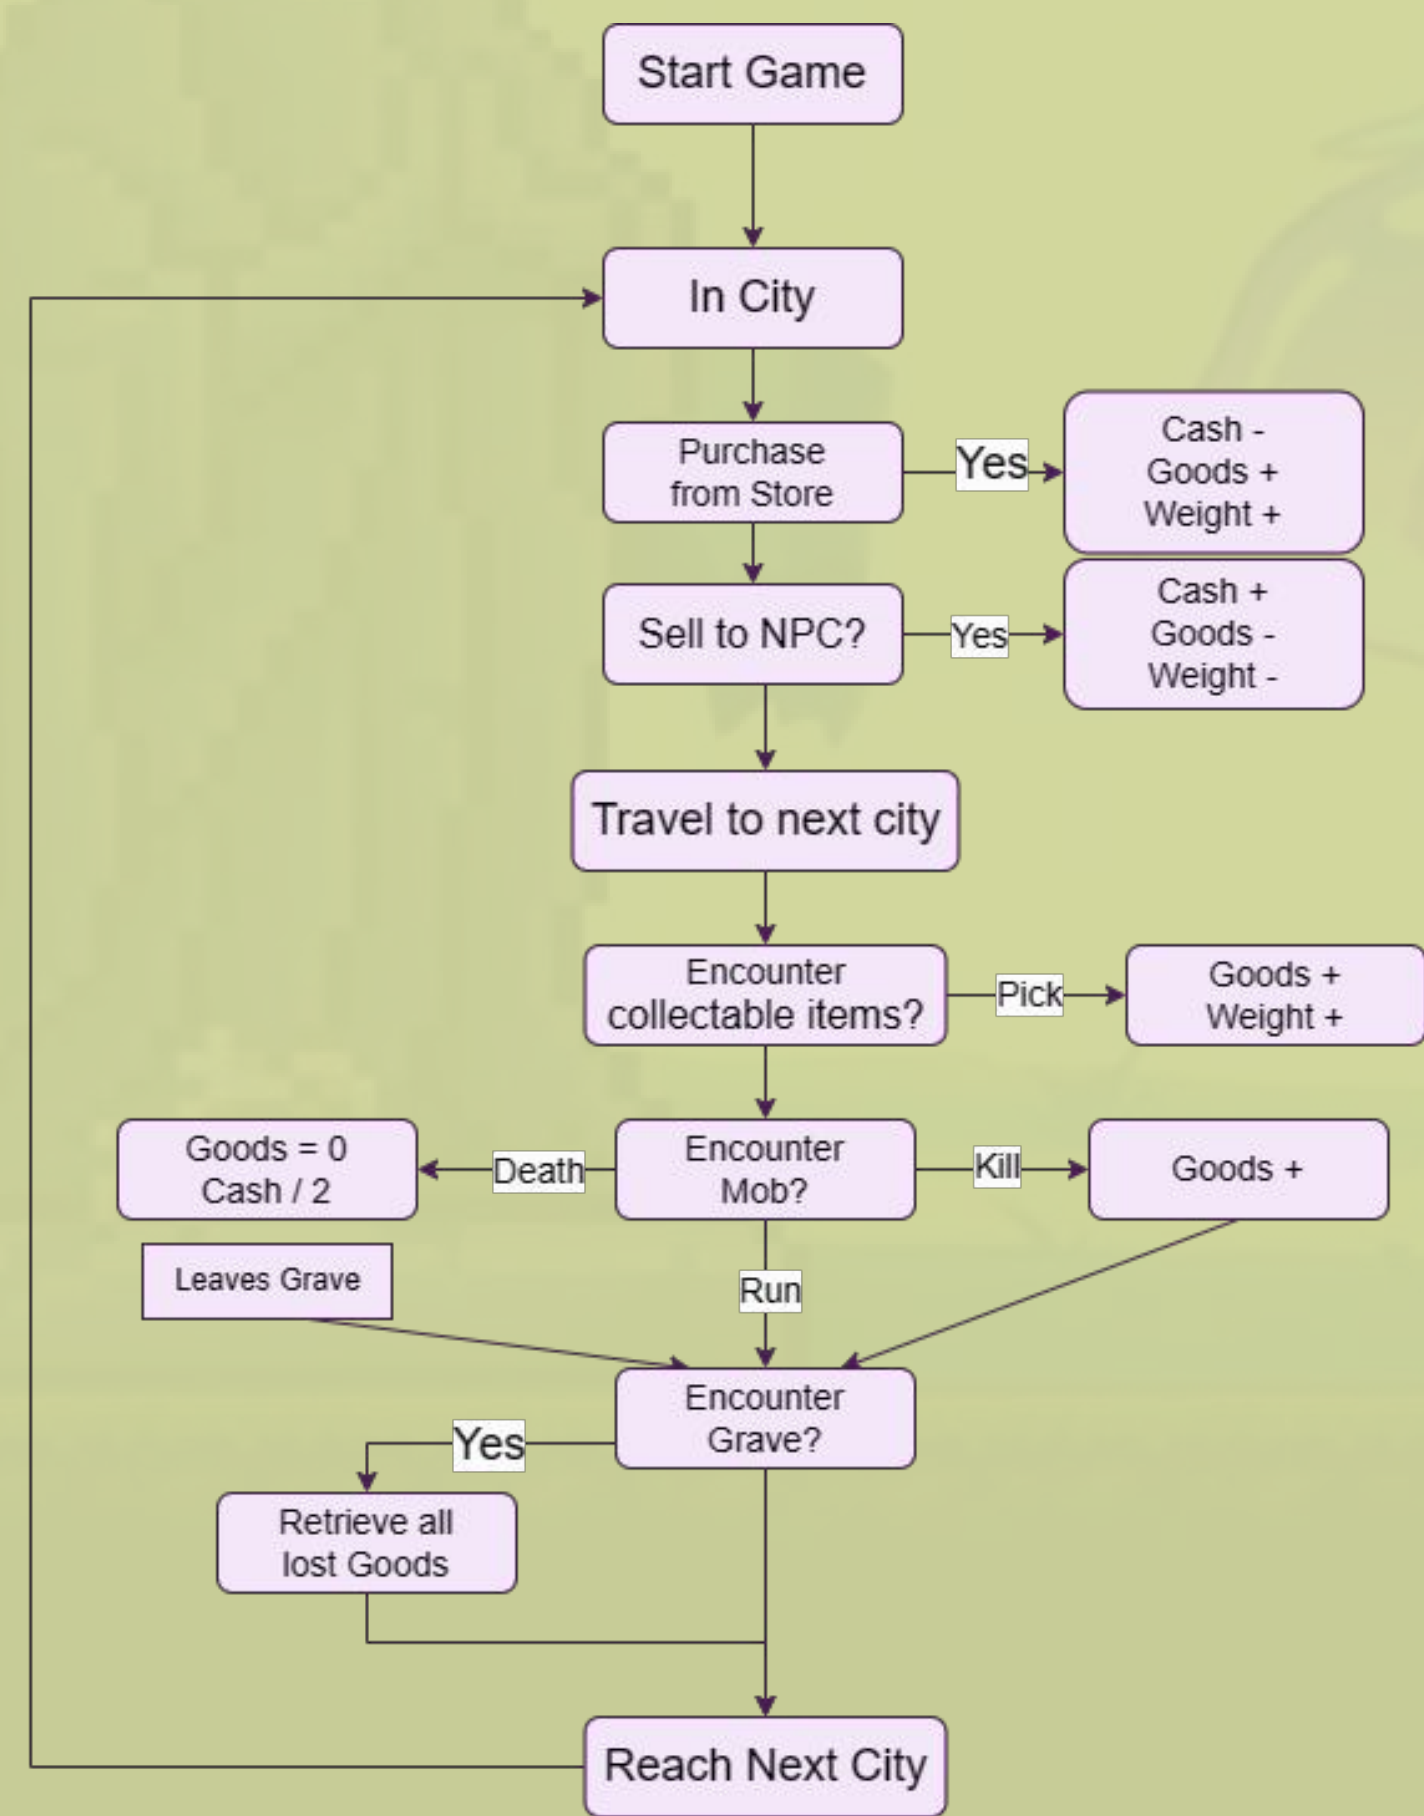 Start Game
In City
Purchase
from Store
Yes
Cash -
Goods +
Weight +
Sell to NPC?
Yes
Cash +
Goods -
Weight -
Travel to next city
Encounter
collectable items?
Pick
Goods +
Weight +
Goods = 0
Cash / 2
Death
Encounter
Mob?
Kill
Goods +
Leaves Grave
Run
Encounter
Grave?
Yes
Retrieve all
lost Goods
Reach Next City